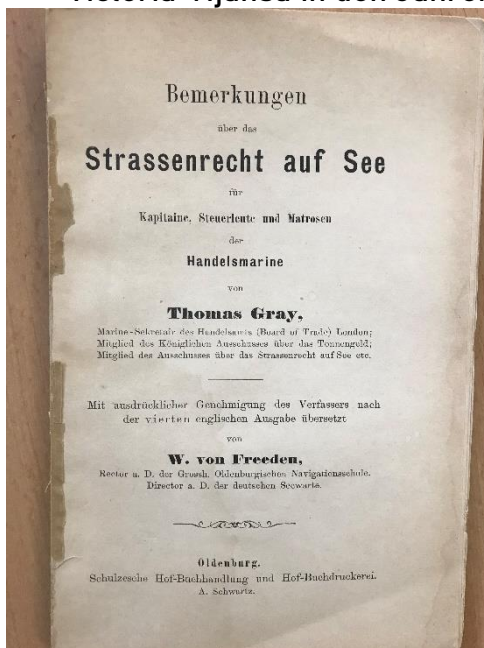 Bemerkungen
über das
Strassenrecht auf See
für
Kapitaine, Steuerleute und Matrosen
der
Handelsmarine
von
Thomas Gray,
Marine-Sekretair des Handelsamts (Board of Trade) London;
Mitglied des Königlichen Ausschusses über das Tonnengeld;
Mitglied des Ausschusses über das Strassenrecht auf See etc.
Mit ausdrücklicher Genehmigung des Verfassers nach
der vierten englischen Ausgabe übersetzt
von
W. von Freeden,
Rector a. D. der Grossh. Oldenburgischen Navigationsschule.
Director a. D. der deutschen Seewarte.
Oldenburg.
Schulzesche Hof-Buchhandlung und Hof-Buchdruckerei.
A. Schwartz.